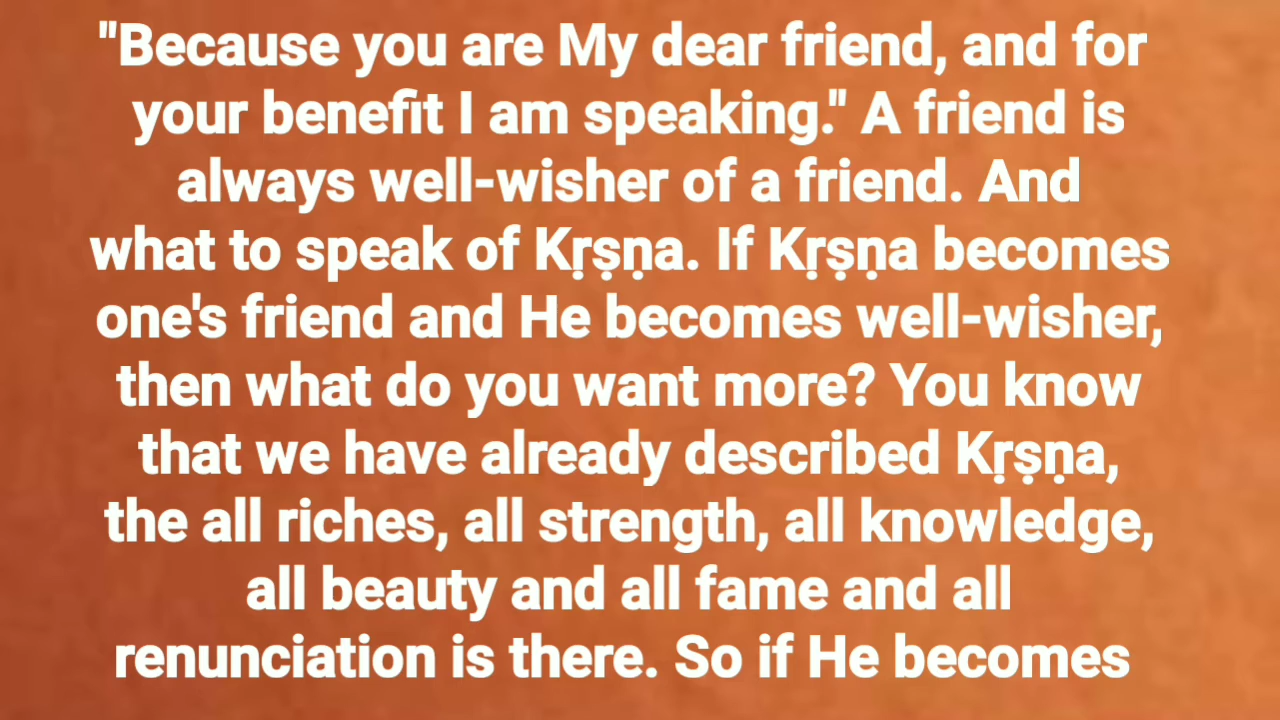 "Because you are My dear friend, and for
your benefit I am speaking." A friend is
always well-wisher of a friend. And
what to speak of Kṛṣṇa. If Kṛṣṇa becomes
one's friend and He becomes well-wisher,
then what do you want more? You know
that we have already described Kṛṣṇa,
the all riches, all strength, all knowledge,
all beauty and all fame and all
renunciation is there. So if He becomes